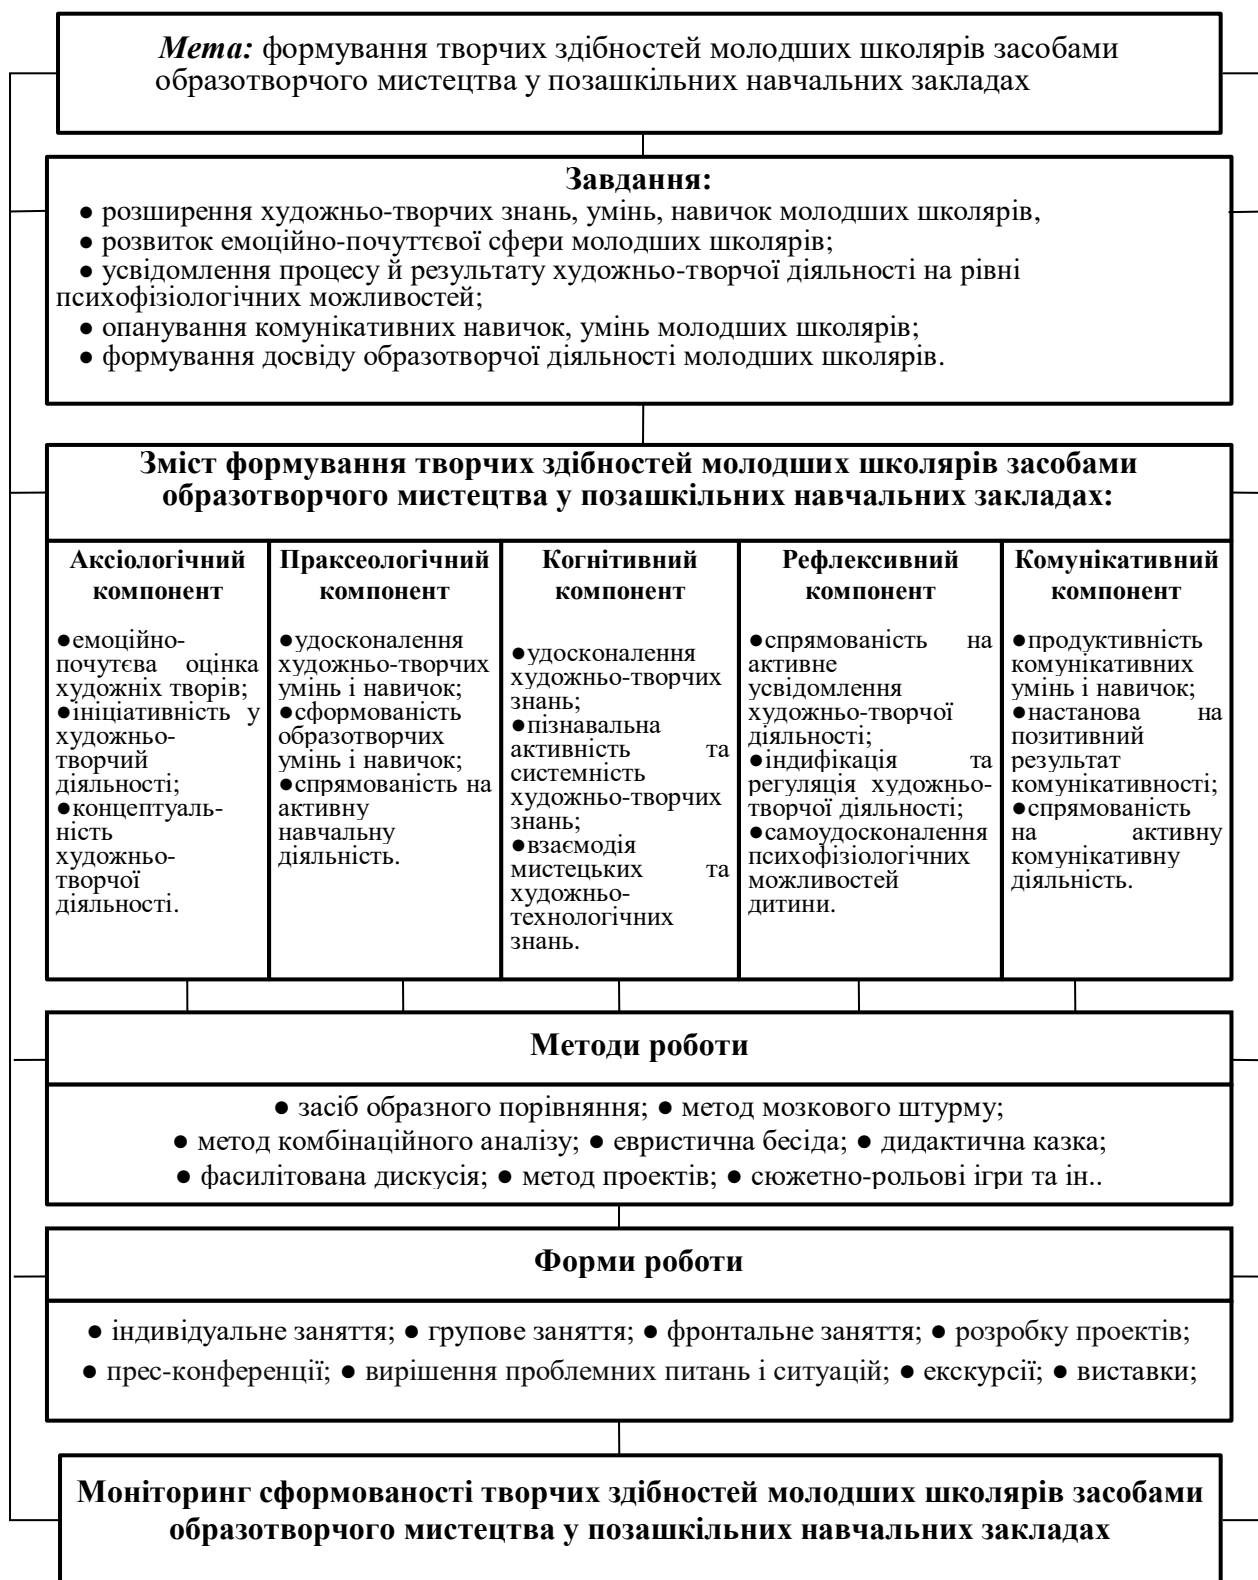 Мета: формування творчих здібностей молодших школярів засобами
образотворчого мистецтва у позашкільних навчальних закладах
Завдання:
● розширення художньо-творчих знань, умінь, навичок молодших школярів,
● розвиток емоційно-почуттєвої сфери молодших школярів;
● усвідомлення процесу й результату художньо-творчої діяльності на рівні
психофізіологічних можливостей;
● опанування комунікативних навичок, умінь молодших школярів;
● формування досвіду образотворчої діяльності молодших школярів.
Зміст формування творчих здібностей молодших школярів засобами
образотворчого мистецтва у позашкільних навчальних закладах:
Аксіологічний
компонент
●емоційно-
почутєва оцінка
художніх творів;
●ініціативність у
художньо-
творчий
діяльності;
●концептуаль-
ність
художньо-
творчої
діяльності.
Праксеологічний
компонент
●удосконалення
художньо-творчих
умінь і навичок;
●сформованість
образотворчих
умінь і навичок;
●спрямованість на
активну
навчальну
діяльність.
Когнітивний
компонент
●удосконалення
художньо-творчих
знань;
●пізнавальна
активність та
системність
художньо-творчих
знань;
●взаємодія
мистецьких та
художньо-
технологічних
знань.
Рефлексивний
компонент
●спрямованість на
активне
усвідомлення
художньо-творчої
діяльності;
●індифікація та
регуляція художньо-
творчої діяльності;
●самоудосконалення
психофізіологічних
можливостей
дитини.
Комунікативний
компонент
●продуктивність
комунікативних
умінь і навичок;
●настанова на
позитивний
результат
комунікативності;
●спрямованість
на активну
комунікативну
діяльність.
Методи роботи
● засіб образного порівняння; ● метод мозкового штурму;
● метод комбінаційного аналізу; ● евристична бесіда; ● дидактична казка;
● фасилітована дискусія; ● метод проектів; ● сюжетно-рольові ігри та ін..
Форми роботи
● індивідуальне заняття; ● групове заняття; ● фронтальне заняття; ● розробку проектів;
● прес-конференції; ● вирішення проблемних питань і ситуацій; ● екскурсії; ● виставки;
Моніторинг сформованості творчих здібностей молодших школярів засобами
образотворчого мистецтва у позашкільних навчальних закладах